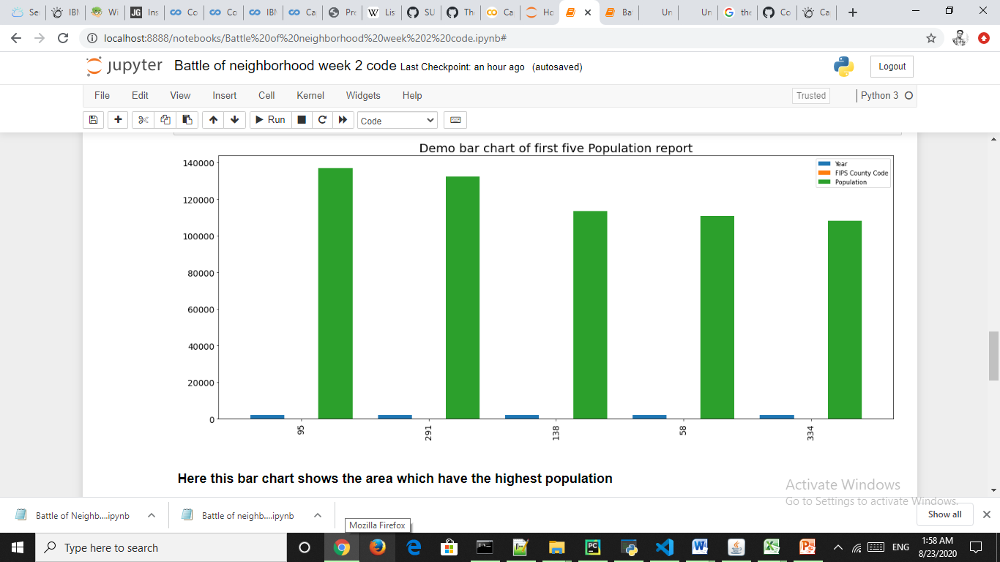 Se
IBM
Wi
JG
Ins
Co
Co
IBM
Ca
Pre
W
Lis
SU
Th
Ca
Ho
Ba
Un
Un
the
Co
Ca
localhost:8888/notebooks/Battle%20of%20neighborhood%20week%202%20code.ipynb#
jupyter Battle of neighborhood week 2 code Last Checkpoint: an hour ago (autosaved)
Logout
File Edit View Insert Cell Kernel Widgets Help
Trusted
Python 3
Run
Code
Demo bar chart of first five Population report
Year
FIPS County Code
Population
140000
120000
100000
80000
60000
40000
20000
0
95
291
138
58
334
Here this bar chart shows the area which have the highest population
Activate Windows
Go to Settings to activate Windows.
Battle of Neighb....ipynb
Battle of neighb....ipynb
Show all
Mozilla Firefox
Type here to search
PC
ENG
1:58 AM
8/23/2020